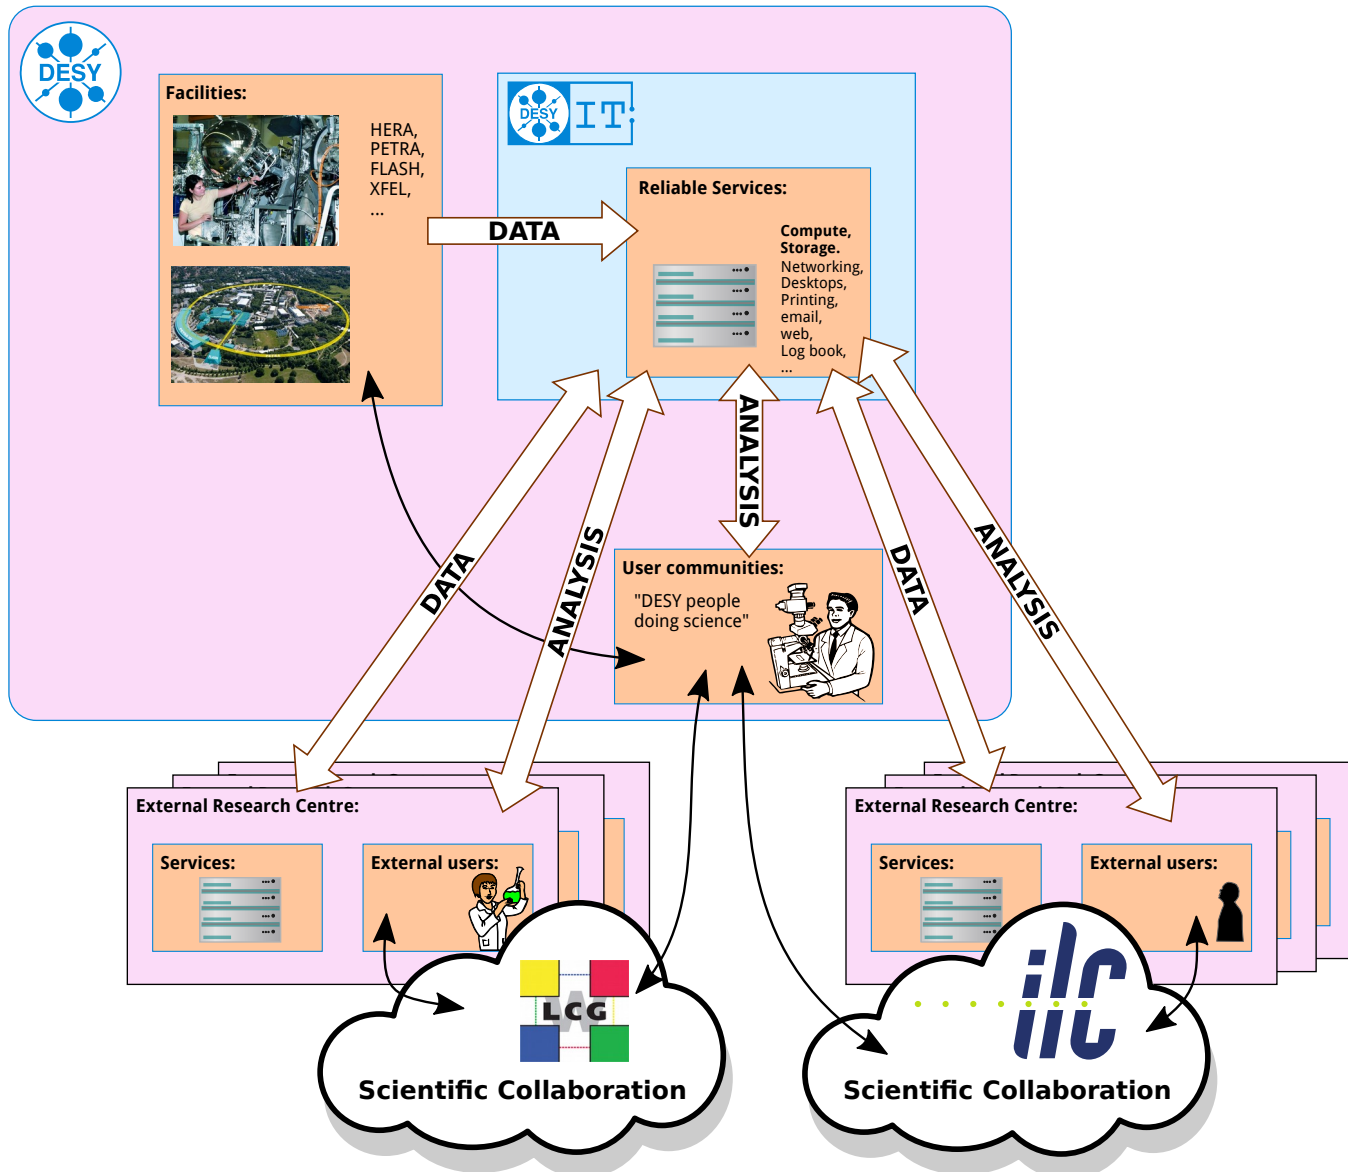 DESY
Facilities:
HERA,
PETRA,
FLASH,
XFEL,
...
DESY
IT
Reliable Services:
Compute,
Storage.
Networking,
Desktops,
Printing,
email,
web,
Log book,
...
DATA
DATA
ANALYSIS
ANALYSIS
DATA
ANALYSIS
User communities:
"DESY people
doing science"
External Research Centre:
Services:
External users:
External Research Centre:
Services:
External users:
W
LCG
Scientific Collaboration
ilc
Scientific Collaboration